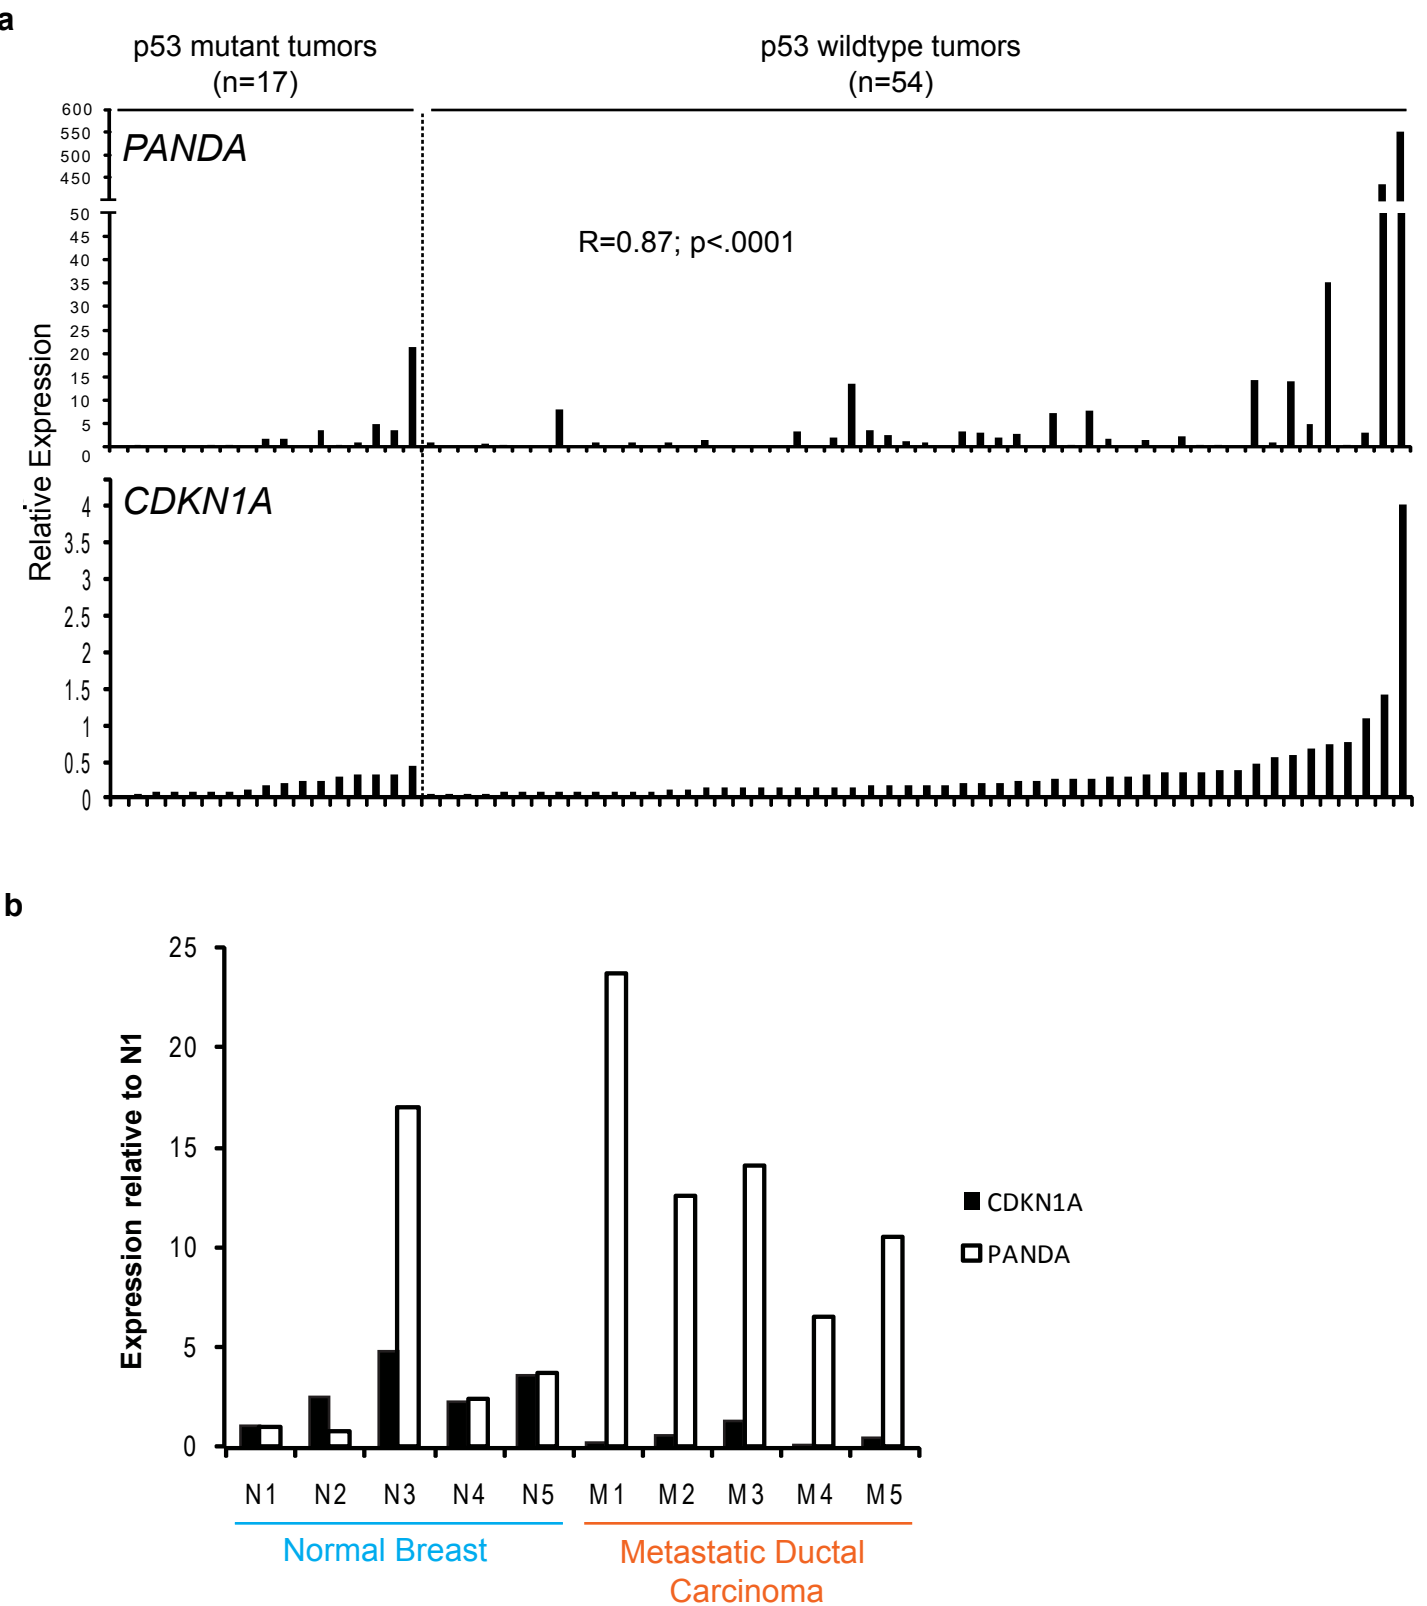 a
p53 mutant tumors
(n=17)
p53 wildtype tumors
(n=54)
600
550
500
450
50
45
40
35
30
25
20
15
10
5
0
PANDA
R=0.87; p<.0001
Relative Expression
4
3.5
3
2.5
2
1.5
1
0.5
0
CDKN1A
b
25
20
15
10
5
0
Expression relative to N1
CDKN1A
PANDA
N1 N2 N3 N4 N5 M1 M2 M3 M4 M5
Normal Breast
Metastatic Ductal
Carcinoma